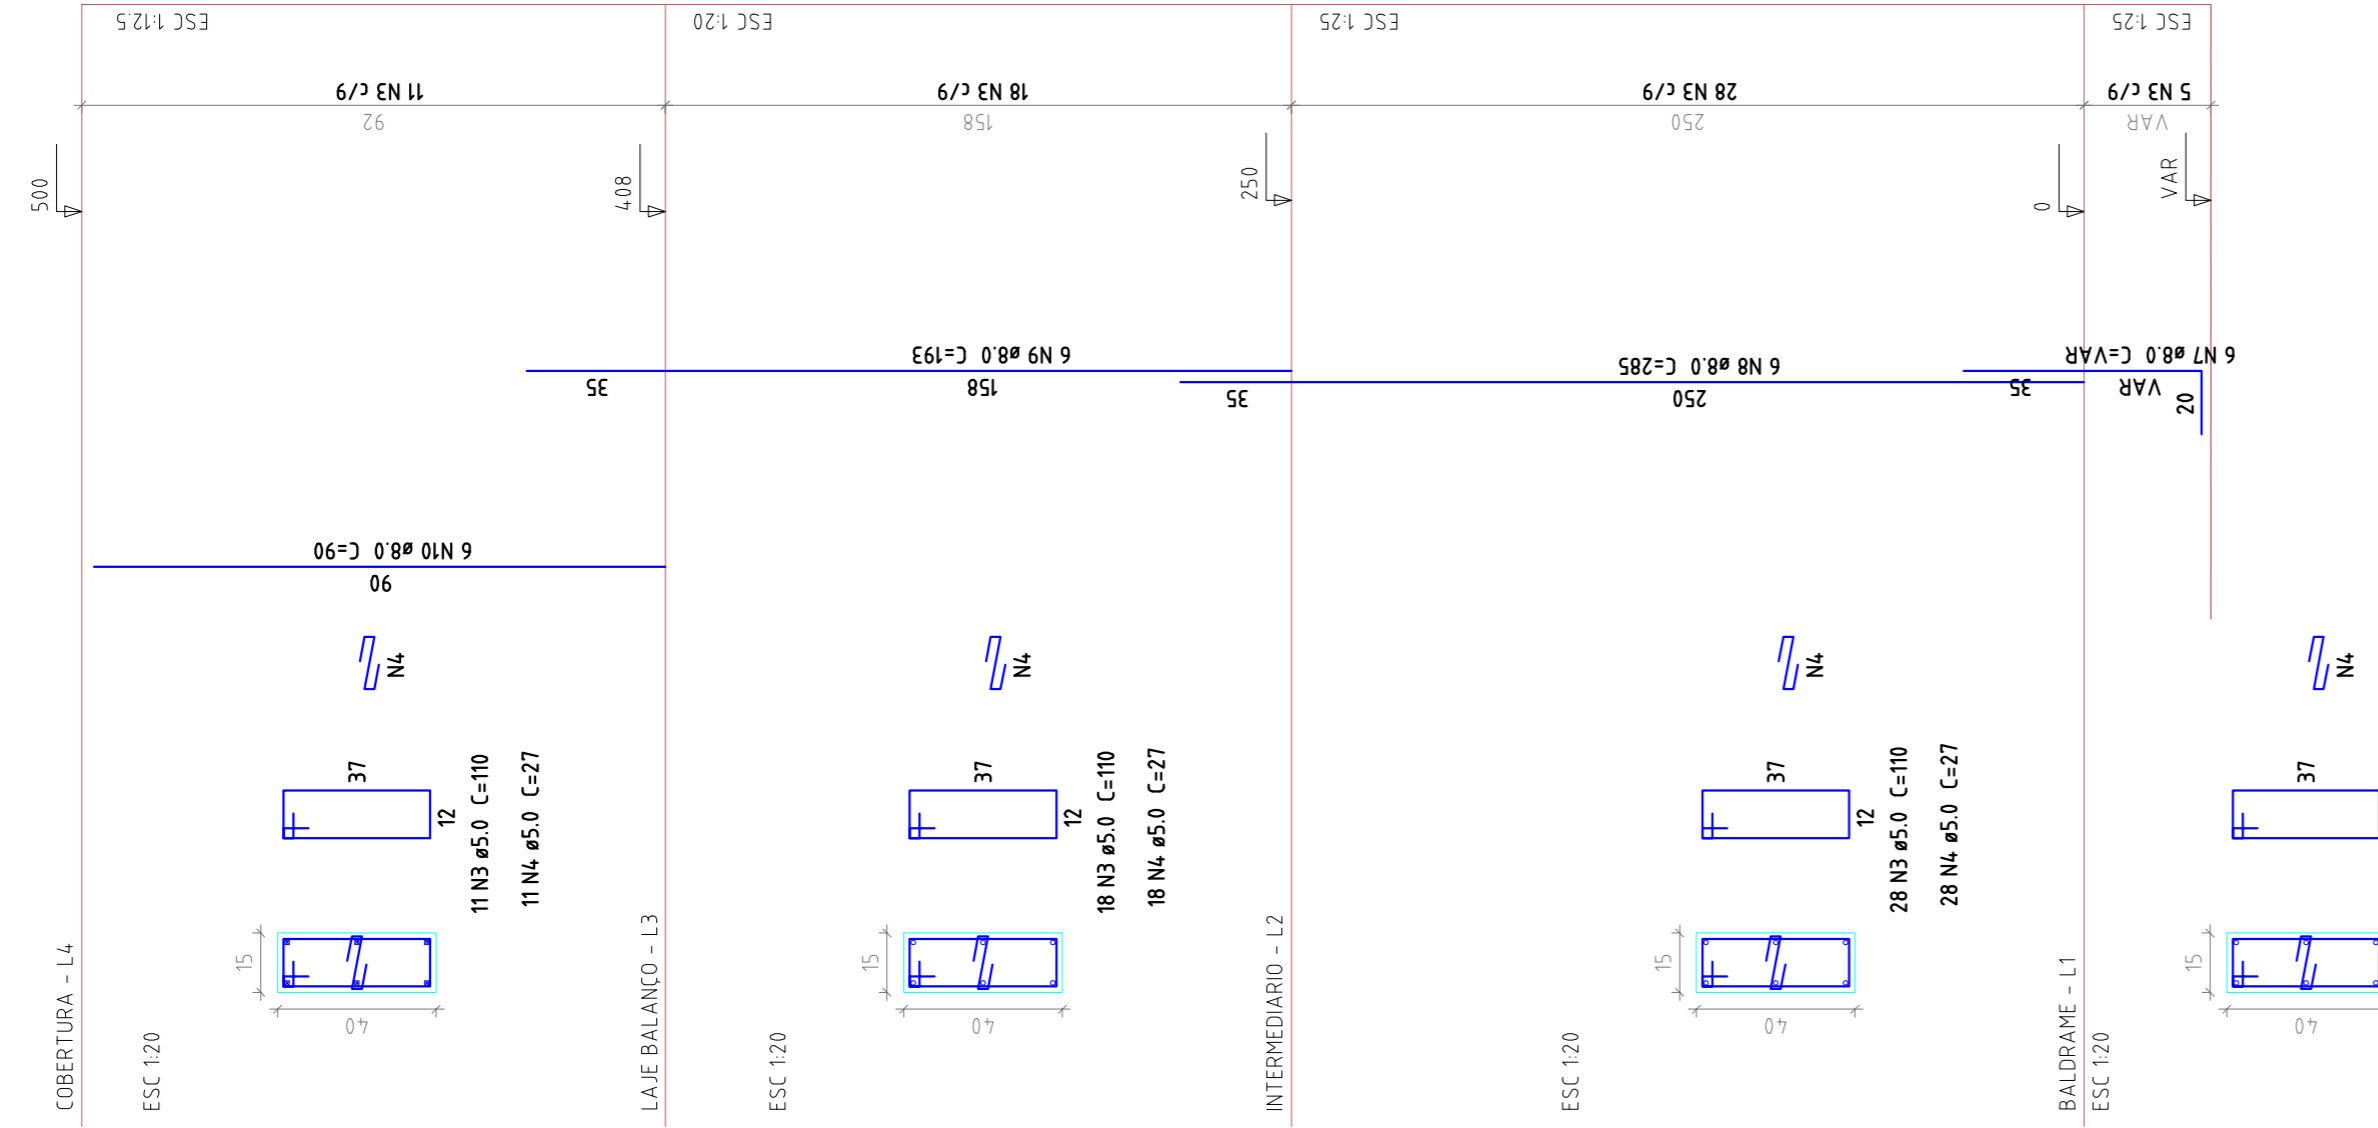 ESC 1:12.5
ESC 1:20
ESC 1:25
ESC 1:25
11 N3 c/9
18 N3 c/9
28 N3 c/9
5 N3 c/9
92
158
250
VAR
500
408
250
0
VAR
6 N9 ø8.0 C=193
35
158
6 N8 ø8.0 C=285
35
250
6 N7 ø8.0 C=VAR
35
VAR
20
6 N10 ø8.0 C=90
90
N4
N4
N4
N4
37
12
11 N3 ø5.0 C=110
11 N4 ø5.0 C=27
37
12
18 N3 ø5.0 C=110
18 N4 ø5.0 C=27
37
12
28 N3 ø5.0 C=110
28 N4 ø5.0 C=27
37
15
40
15
40
15
40
15
40
COBERTURA - L4
ESC 1:20
LAJE BALANÇO - L3
ESC 1:20
INTERMEDIARIO - L2
ESC 1:20
BALDRAME - L1
ESC 1:20